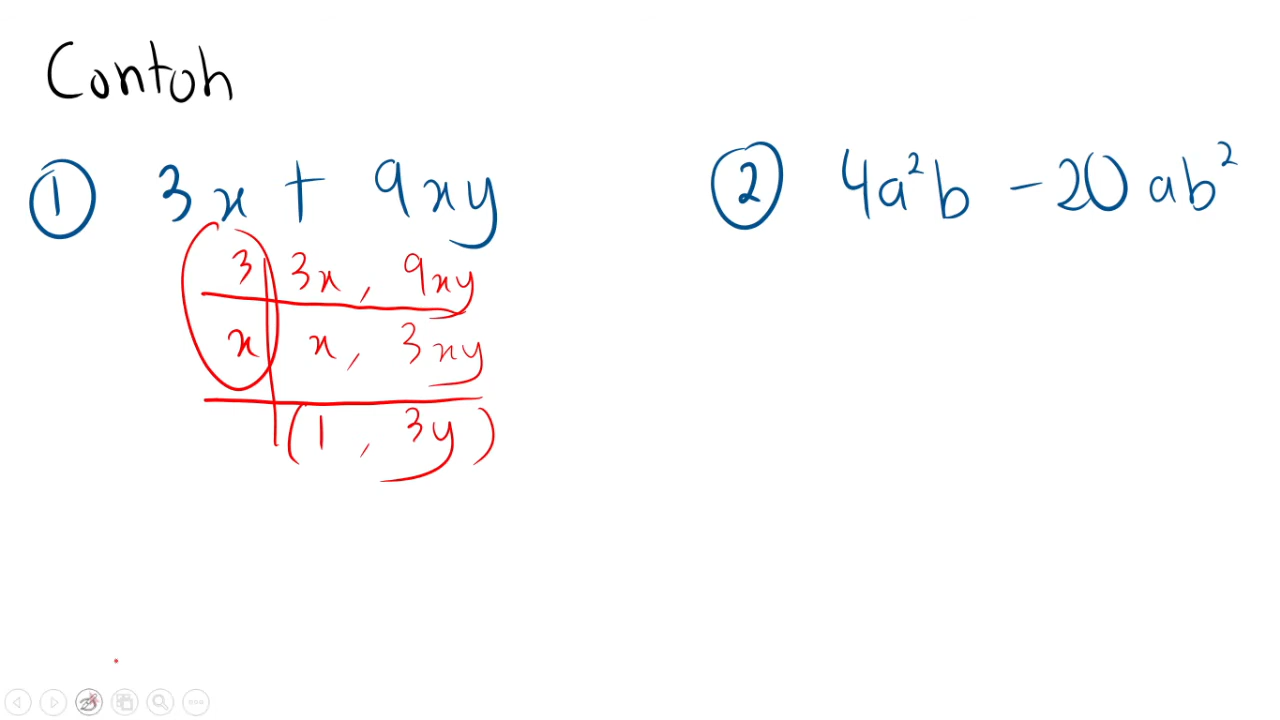 Contoh
① 3x + 9xy
3 | 3x , 9xy
x | x , 3xy
(1 , 3y)
② 4a²b - 20ab²